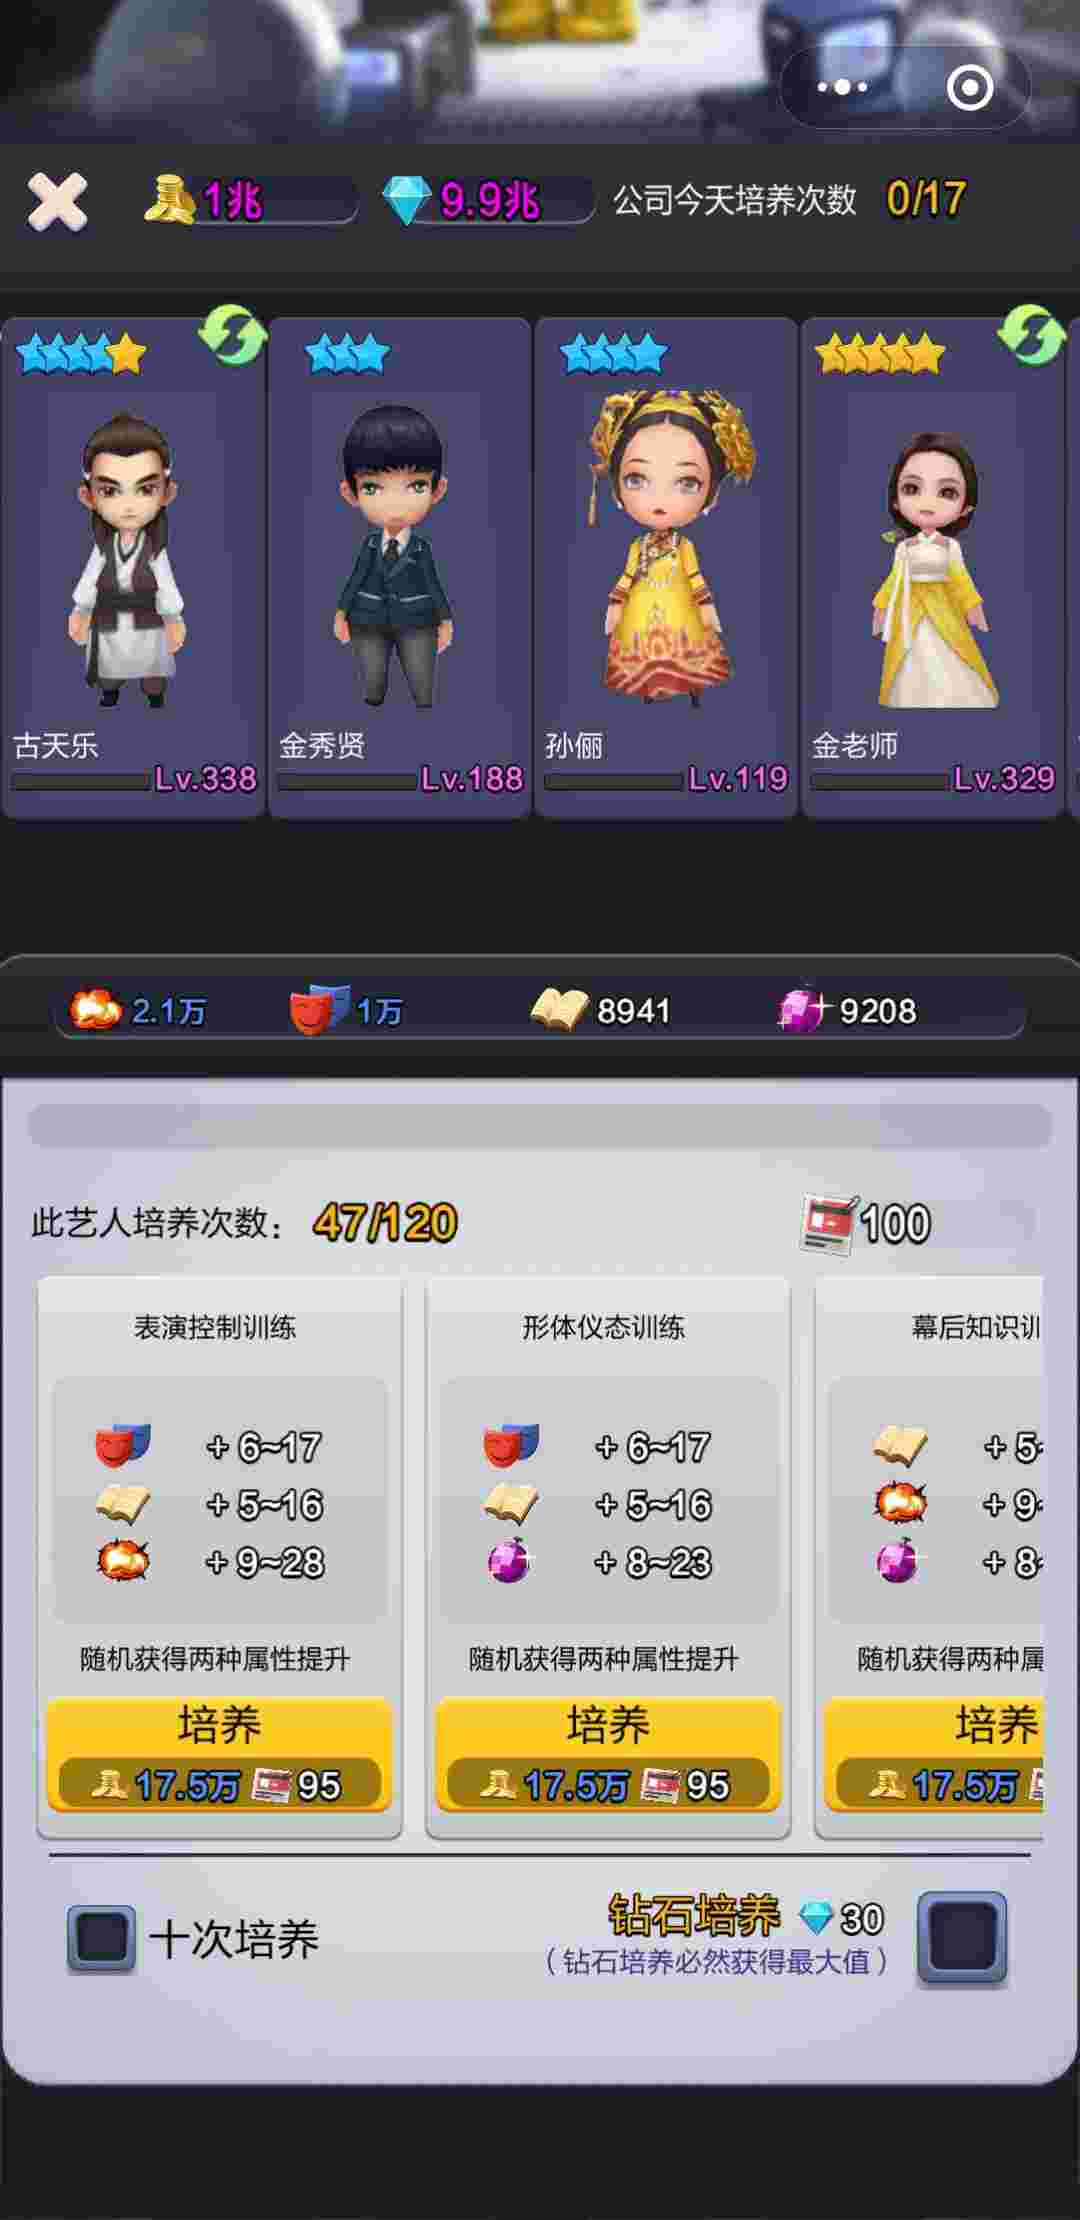 1兆 9.9兆 公司今天培养次数 0/17
古天乐 金秀贤 孙俪 金老师
Lv.338 Lv.188 Lv.119 Lv.329
2.1万 1万 8941 9208
此艺人培养次数： 47/120 100
表演控制训练 形体仪态训练 幕后知识训
+ 6~17 + 6~17 + 5~
+ 5~16 + 5~16 + 9~
+ 9~28 + 8~23 + 8~
随机获得两种属性提升 随机获得两种属性提升 随机获得两种属
培养 培养 培养
17.5万 95 17.5万 95 17.5万
十次培养 钻石培养 30
（钻石培养必然获得最大值）